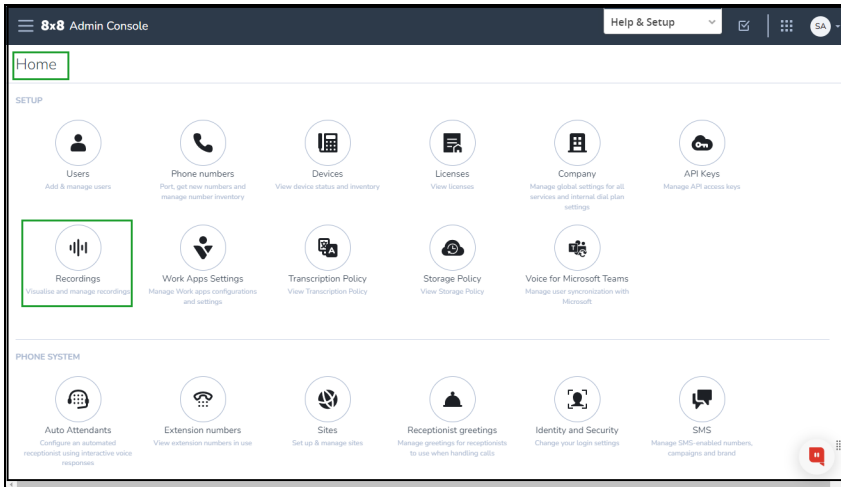 8x8 Admin Console
Help & Setup
SA
Home
SETUP
Users
Add & manage users
Phone numbers
Port, get new numbers and
manage number inventory
Devices
View device status and inventory
Licenses
View licenses
Company
Manage global settings for all
services and internal dial plan
settings
API Keys
Manage API access keys
Recordings
Visualise and manage recordings
Work Apps Settings
Manage Work apps configurations
and settings
Transcription Policy
View Transcription Policy
Storage Policy
View Storage Policy
Voice for Microsoft Teams
Manage user syncronization with
Microsoft
PHONE SYSTEM
Auto Attendants
Configure an automated
receptionist using interactive voice
responses
Extension numbers
View extension numbers in use
Sites
Set up & manage sites
Receptionist greetings
Manage greetings for receptionists
to use when handling calls
Identity and Security
Change your login settings
SMS
Manage SMS-enabled numbers,
campaigns and brand